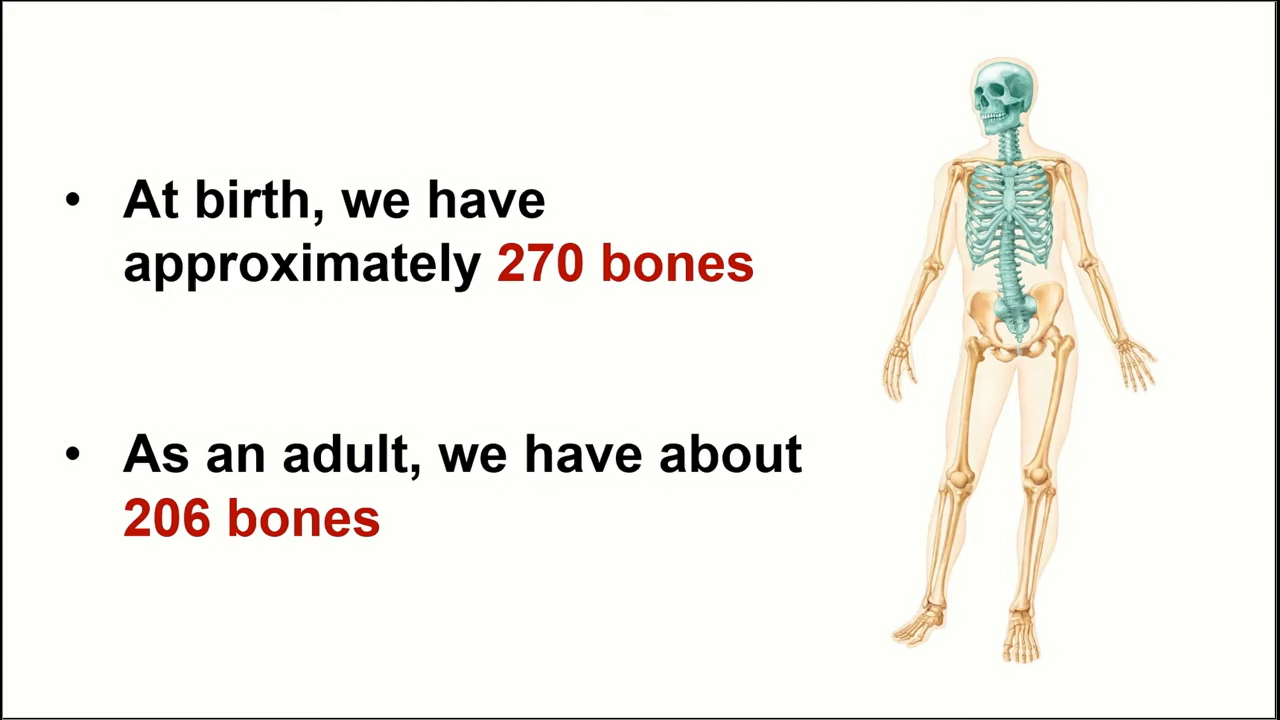 • At birth, we have
approximately 270 bones
• As an adult, we have about
206 bones